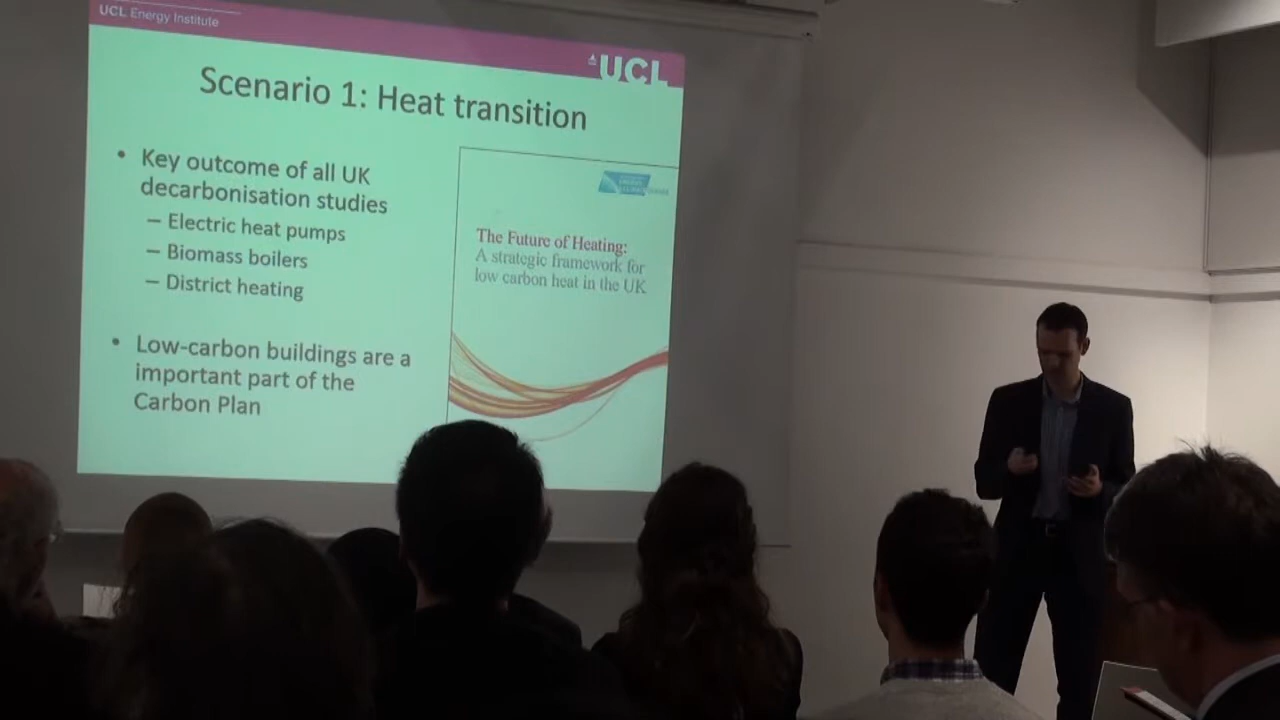 UCL Energy Institute
UCL
Scenario 1: Heat transition
• Key outcome of all UK
decarbonisation studies
– Electric heat pumps
– Biomass boilers
– District heating
• Low-carbon buildings are a
important part of the
Carbon Plan
The Future of Heating:
A strategic framework for
low carbon heat in the UK